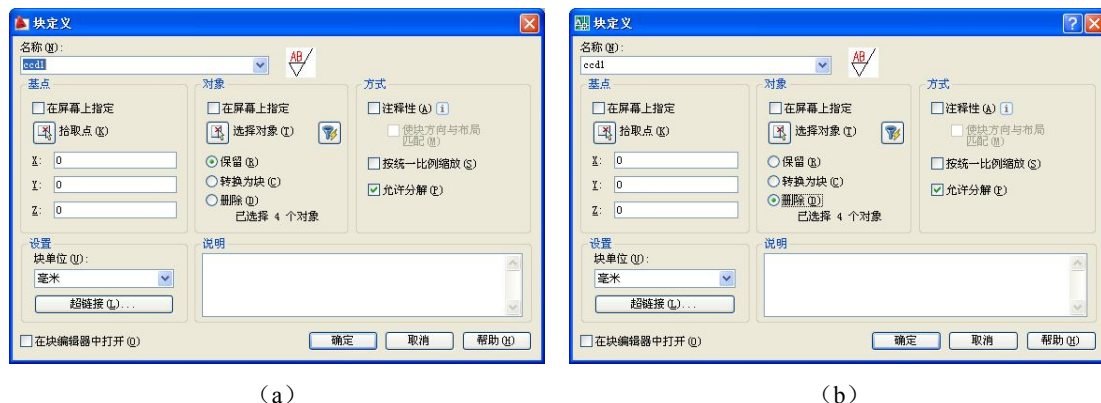 块定义
名称(N):
ccd1
AB
基点
在屏幕上指定
拾取点(K)
X: 0
Y: 0
Z: 0
对象
在屏幕上指定
选择对象(T)
保留(R)
转换为块(C)
删除(D)
已选择 4 个对象
方式
注释性(A)
使块方向与布局
匹配(M)
按统一比例缩放(S)
允许分解(P)
设置
块单位(U):
毫米
超链接(L)...
说明
在块编辑器中打开(O)
确定
取消
帮助(H)
(a)
块定义
名称(N):
ccd1
AB
基点
在屏幕上指定
拾取点(K)
X: 0
Y: 0
Z: 0
对象
在屏幕上指定
选择对象(T)
保留(R)
转换为块(C)
删除(D)
已选择 4 个对象
方式
注释性(A)
使块方向与布局
匹配(M)
按统一比例缩放(S)
允许分解(P)
设置
块单位(U):
毫米
超链接(L)...
说明
在块编辑器中打开(O)
确定
取消
帮助(H)
(b)